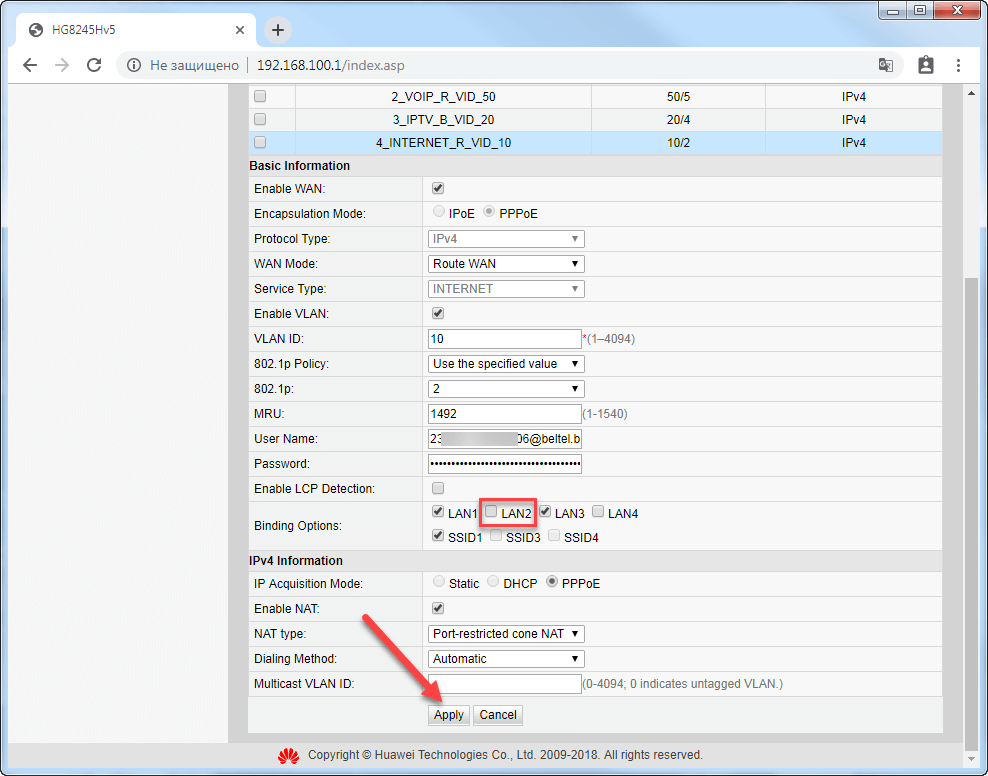 HG8245Hv5
Не защищено 192.168.100.1/index.asp
2_VOIP_R_VID_50 50/5 IPv4
3_IPTV_B_VID_20 20/4 IPv4
4_INTERNET_R_VID_10 10/2 IPv4
Basic Information
Enable WAN:
Encapsulation Mode: IPoE PPPoE
Protocol Type: IPv4
WAN Mode: Route WAN
Service Type: INTERNET
Enable VLAN:
VLAN ID: 10 *(1–4094)
802.1p Policy: Use the specified value
802.1p: 2
MRU: 1492 (1-1540)
User Name: 23 06@beltel.b
Password: 
Enable LCP Detection:
Binding Options: LAN1 LAN2 LAN3 LAN4
SSID1 SSID3 SSID4
IPv4 Information
IP Acquisition Mode: Static DHCP PPPoE
Enable NAT:
NAT type: Port-restricted cone NAT
Dialing Method: Automatic
Multicast VLAN ID: (0-4094; 0 indicates untagged VLAN.)
Apply Cancel
Copyright © Huawei Technologies Co., Ltd. 2009-2018. All rights reserved.